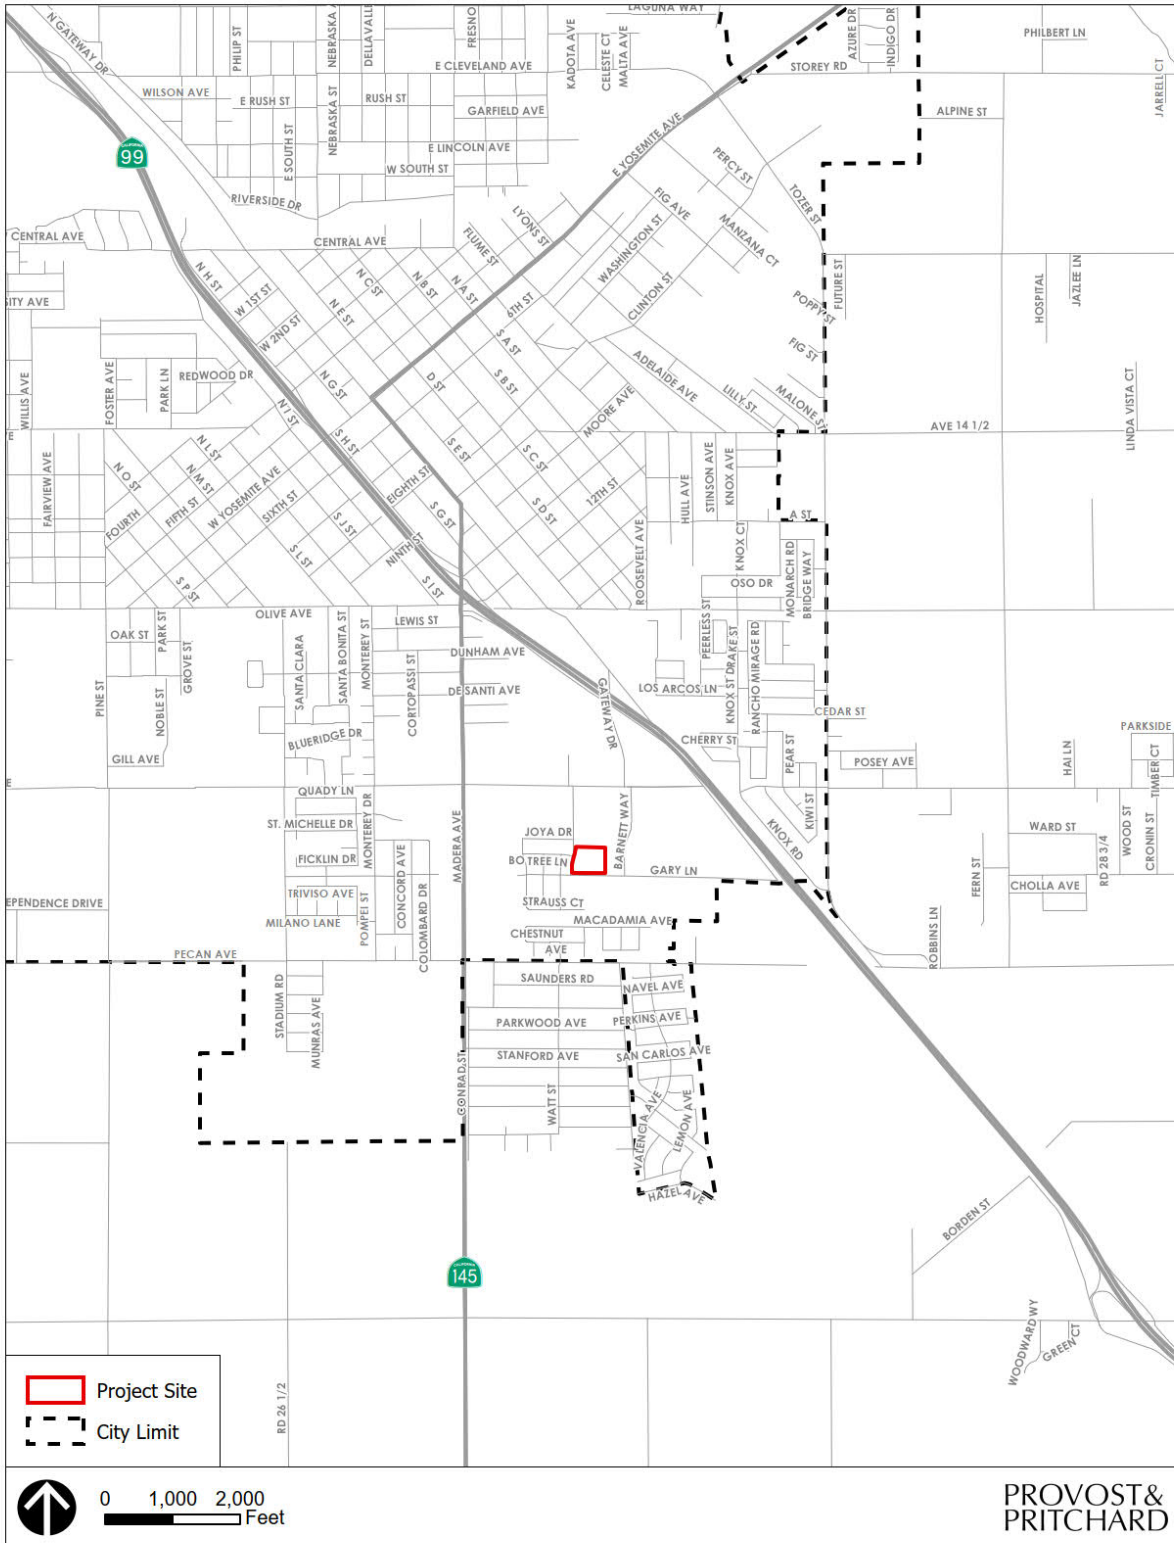 LAGUNA WAY
N GATEWAY DR
PHILIP ST
NEBRASKA
DELLAVALL
FRESNO
KADOTA AVE
CELESTE CT
MALTA AVE
AZURE DR
INDIGO DR
PHILBERT LN
E CLEVELAND AVE
STOREY RD
JARRELL CT
WILSON AVE
E RUSH ST
RUSH ST
NEBRASKA ST
GARFIELD AVE
ALPINE ST
E SOUTH ST
E LINCOLN AVE
W SOUTH ST
E YOSEMITE AVE
PERCY ST
CALIFORNIA
99
RIVERSIDE DR
LYONS ST
FIG AVE
TOZER ST
CENTRAL AVE
CENTRAL AVE
FLUME ST
WASHINGTON ST
MANZANA CT
N H ST
W 1ST ST
N C ST
N B ST
N A ST
CLINTON ST
FUTURE ST
HOSPITAL
JAZLEE LN
SITY AVE
W 2ND ST
N E ST
6TH ST
POPPY ST
S A ST
FIG ST
REDWOOD DR
N G ST
D ST
S B ST
ADELAIDE AVE
LILLY ST
MALONE ST
WILLIS AVE
FOSTER AVE
PARK LN
N I ST
MOORE AVE
LINDA VISTA CT
AVE 14 1/2
E
N L ST
S H ST
S E ST
S C ST
FAIRVIEW AVE
N O ST
N M ST
W YOSEMITE AVE
EIGHTH ST
HULL AVE
STINSON AVE
KNOX AVE
FOURTH
FIFTH ST
SIXTH ST
S J ST
S G ST
S D ST
12TH ST
A ST
S L ST
NINTH ST
ROOSEVELT AVE
KNOX CT
S P ST
S I ST
OSO DR
MONARCH RD
BRIDGE WAY
OLIVE AVE
LEWIS ST
OAK ST
PARK ST
GROVE ST
SANTA CLARA
SANTA BONITA ST
MONTEREY ST
DUNHAM AVE
PEERLESS ST
DRAKE ST
RANCHO MIRAGE RD
PINE ST
NOBLE ST
CORTOPASSI ST
DE SANTI AVE
GATEWAY DR
LOS ARCOS LN
KNOX ST
CEDAR ST
BLUERIDGE DR
CHERRY ST
PEAR ST
PARKSIDE
GILL AVE
POSEY AVE
HAI LN
TIMBER CT
E
QUADY LN
ST. MICHELLE DR
MONTEREY DR
MADERA AVE
JOYA DR
BARNETT WAY
KNOX RD
KIWI ST
WARD ST
WOOD ST
CRONIN ST
FICKLIN DR
CONCORD AVE
BO TREE LN
GARY LN
FERN ST
RD 28 3/4
TRIVISO AVE
COLOMBARD DR
STRAUSS CT
CHOLLA AVE
EPENDENCE DRIVE
MILANO LANE
POMPEI ST
MACADAMIA AVE
ROBBINS LN
CHESTNUT
AVE
PECAN AVE
STADIUM RD
MUNRAS AVE
SAUNDERS RD
NAVEL AVE
PARKWOOD AVE
PERKINS AVE
STANFORD AVE
SAN CARLOS AVE
CONRAD ST
WATT ST
VALENCIA AVE
LEMON AVE
HAZEL AVE
BORDEN ST
CALIFORNIA
145
WOODWARD WY
GREEN CT
RD 26 1/2
Project Site
City Limit
0 1,000 2,000
Feet
PROVOST&
PRITCHARD